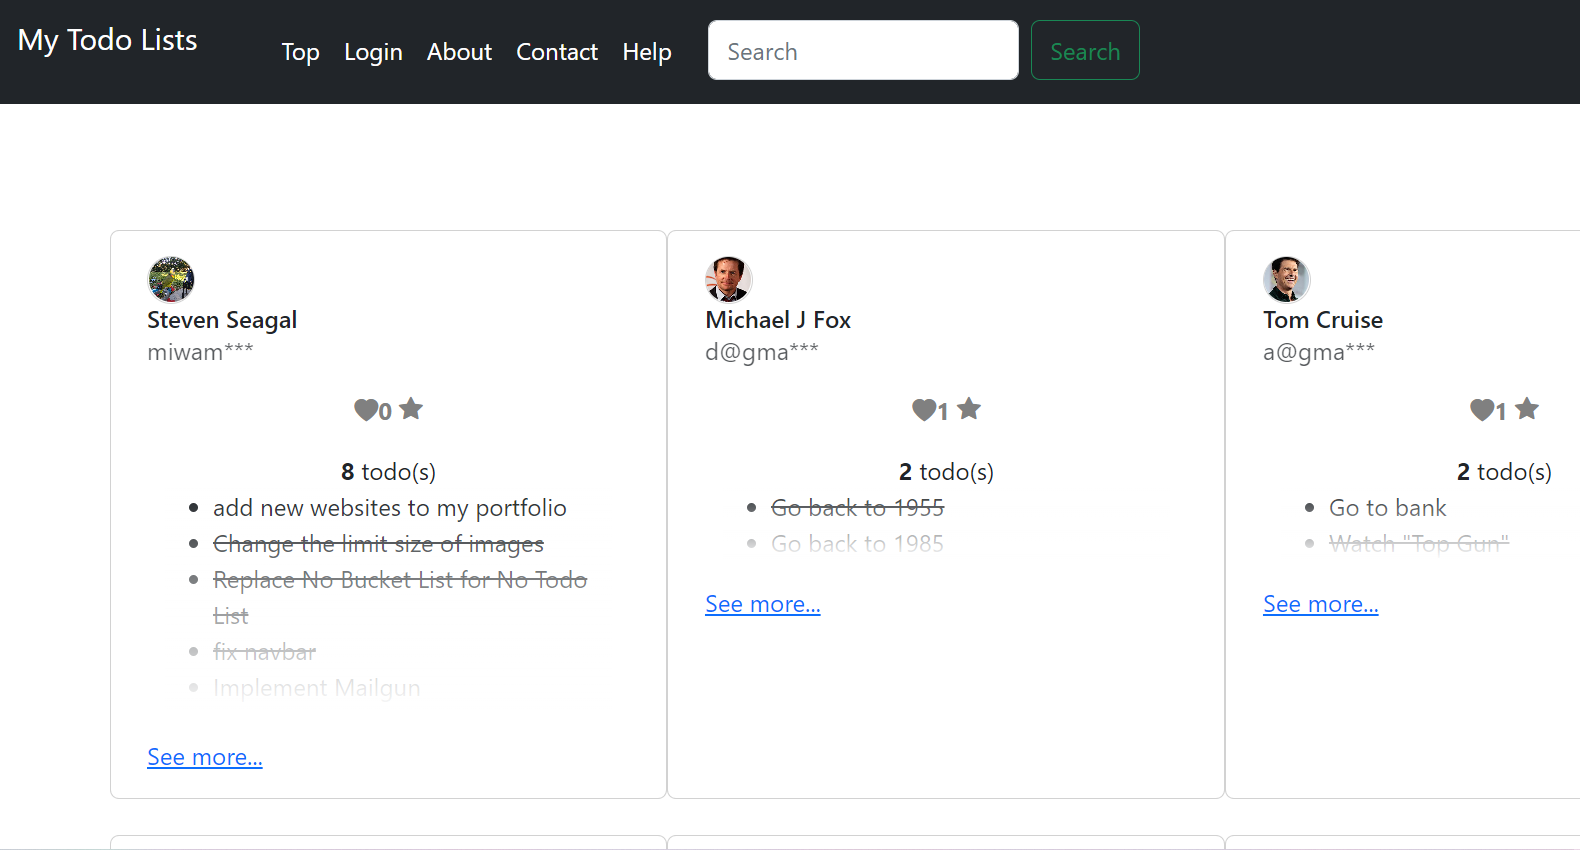 My Todo Lists
Top Login About Contact Help Search Search
Steven Seagal
miwam***
0
8 todo(s)
add new websites to my portfolio
Change the limit size of images
Replace No Bucket List for No Todo
List
fix navbar
Implement Mailgun
See more...
Michael J Fox
d@gma***
1
2 todo(s)
Go back to 1955
Go back to 1985
See more...
Tom Cruise
a@gma***
1
2 todo(s)
Go to bank
Watch "Top Gun"
See more...